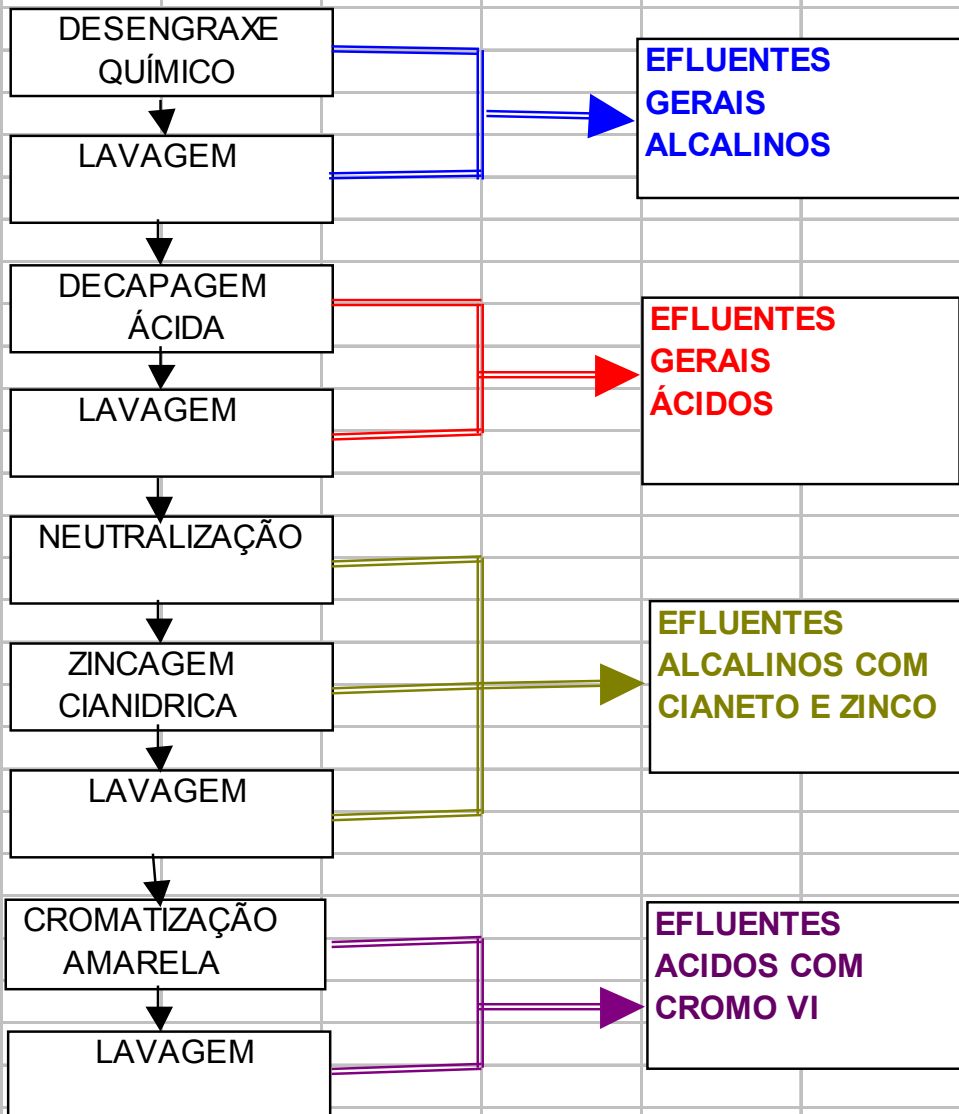 DESENGRAXE
QUÍMICO
EFLUENTES
GERAIS
ALCALINOS
LAVAGEM
DECAPAGEM
ÁCIDA
EFLUENTES
GERAIS
ÁCIDOS
LAVAGEM
NEUTRALIZAÇÃO
ZINCAGEM
CIANIDRICA
EFLUENTES
ALCALINOS COM
CIANETO E ZINCO
LAVAGEM
CROMATIZAÇÃO
AMARELA
EFLUENTES
ACIDOS COM
CROMO VI
LAVAGEM